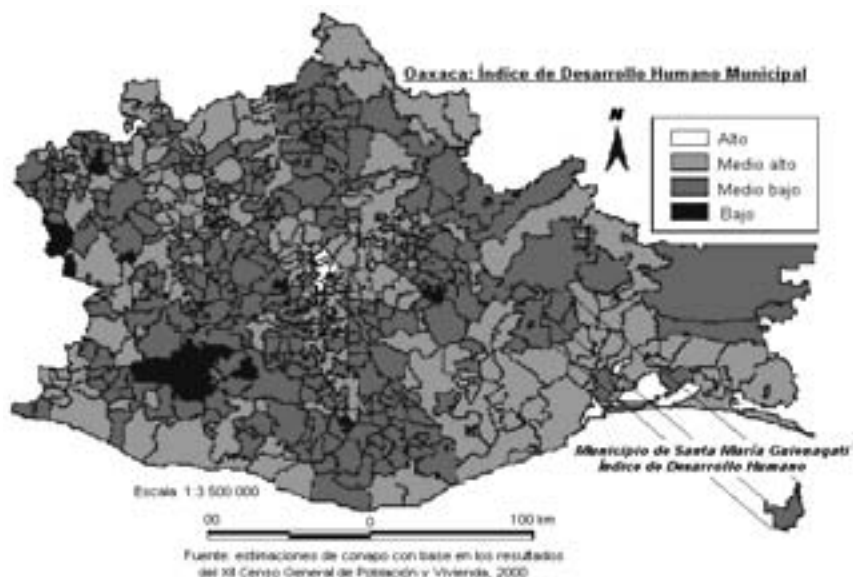 Oaxaca: Índice de Desarrollo Humano Municipal
N
Alto
Medio alto
Medio bajo
Bajo
Municipio de Santa María Guienagati
Índice de Desarrollo Humano
Escala 1:3 500 000
00 0 100 km
Fuente: estimaciones de conapo con base en los resultados
del XII Censo General de Población y Vivienda, 2000